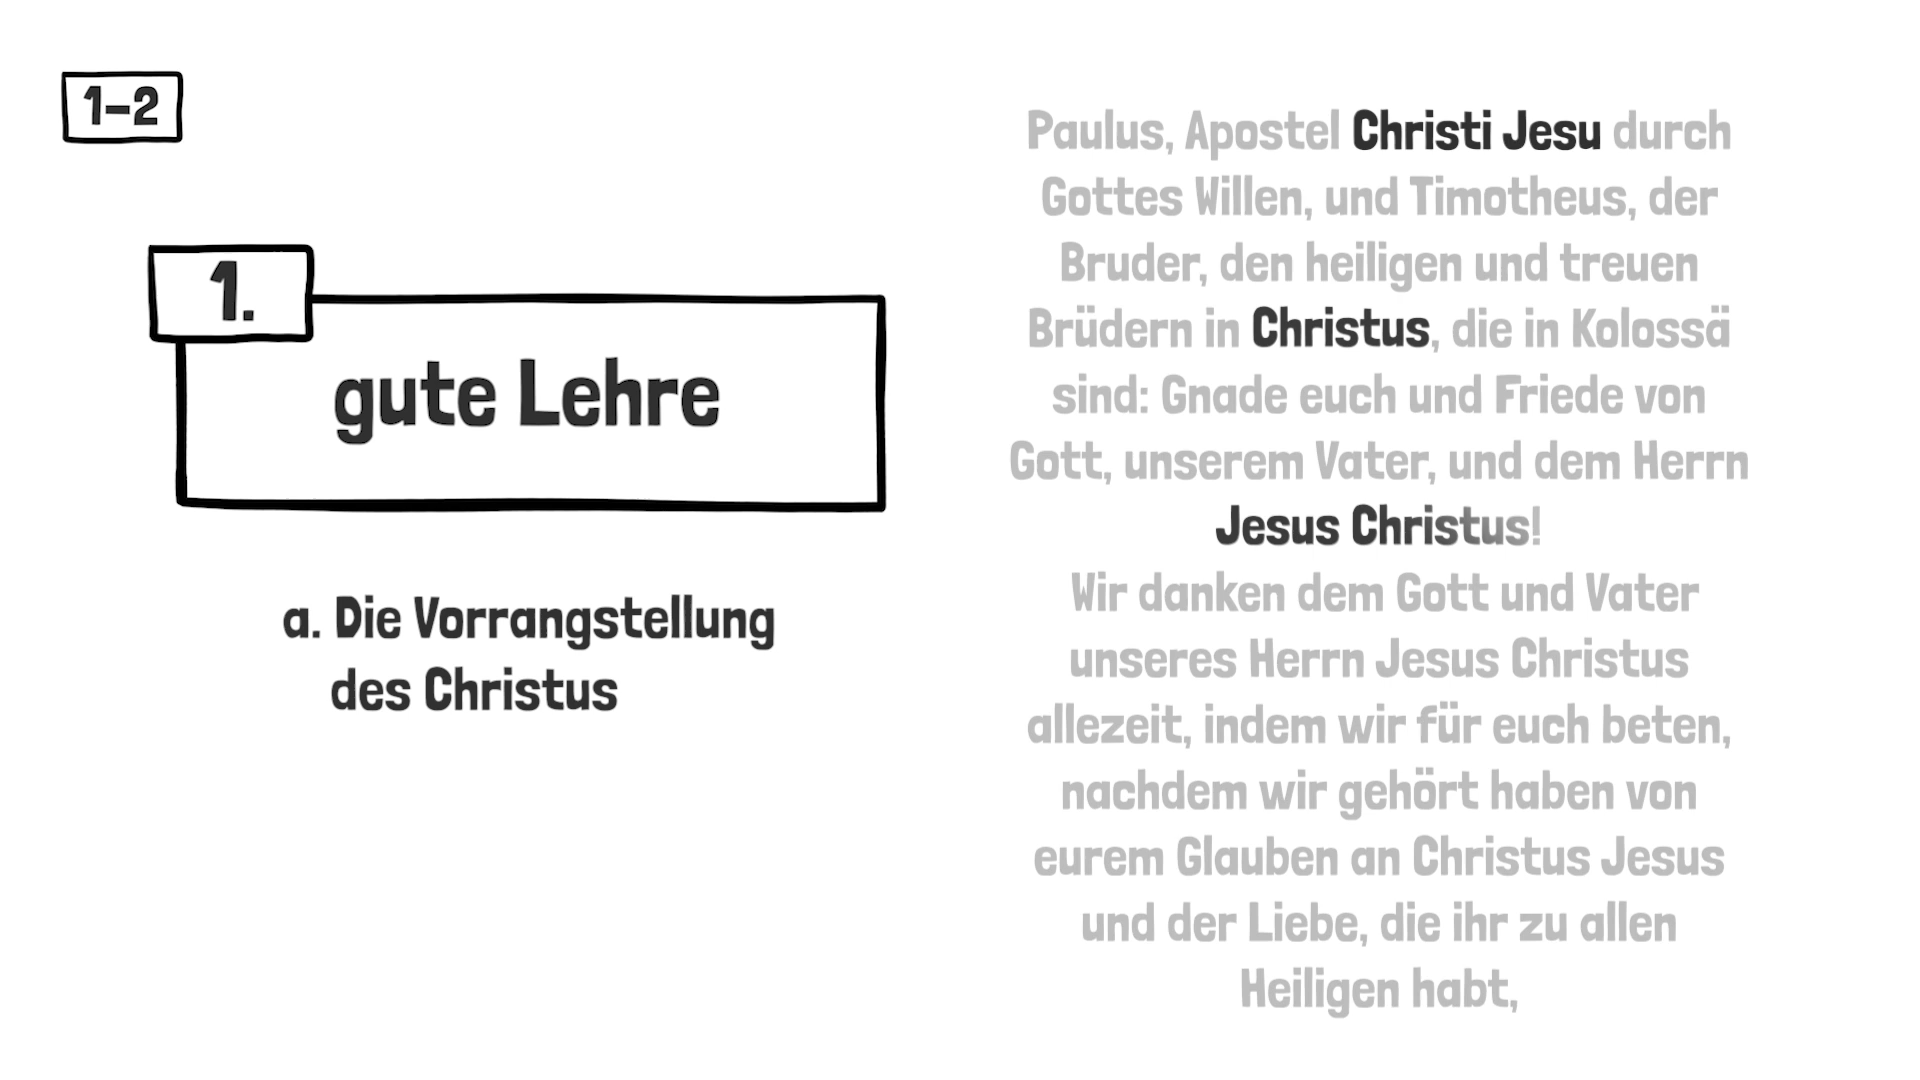 1-2
1.
gute Lehre
a. Die Vorrangstellung
des Christus
Paulus, Apostel Christi Jesu durch
Gottes Willen, und Timotheus, der
Bruder, den heiligen und treuen
Brüdern in Christus, die in Kolossä
sind: Gnade euch und Friede von
Gott, unserem Vater, und dem Herrn
Jesus Christus!
Wir danken dem Gott und Vater
unseres Herrn Jesus Christus
allezeit, indem wir für euch beten,
nachdem wir gehört haben von
eurem Glauben an Christus Jesus
und der Liebe, die ihr zu allen
Heiligen habt,